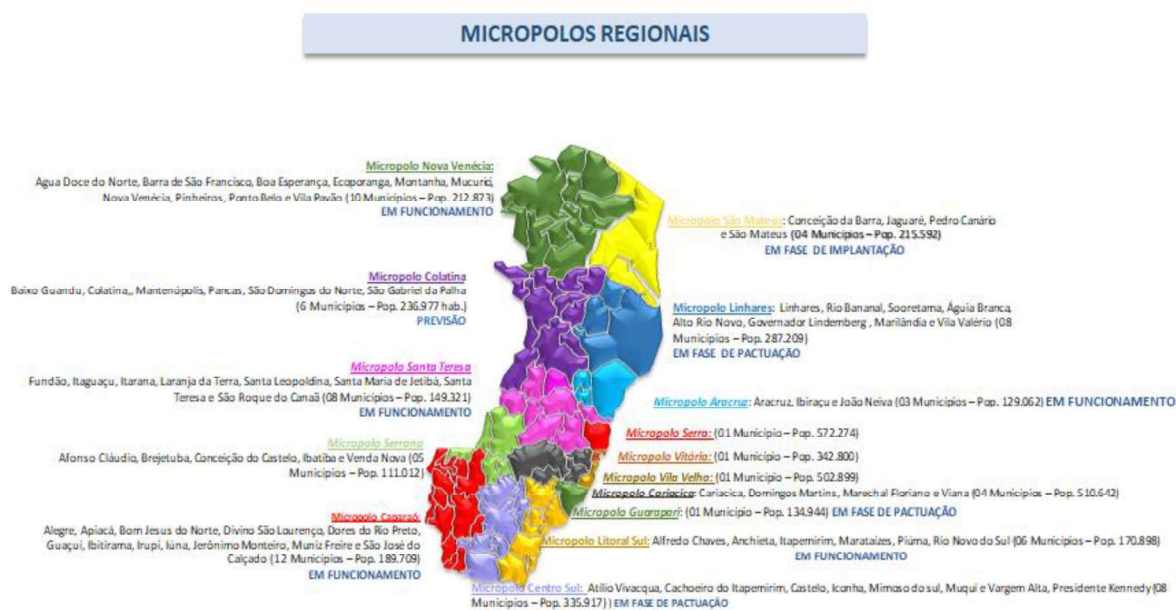 MICROPOLOS REGIONAIS
Micropolo Nova Venécia:
Agua Doce do Norte, Barra de São Francisco, Boa Esperança, Ecoporanga, Montanha, Mucurici,
Nova Venécia, Pinheiros, Ponto Belo e Vila Pavão (10 Municípios – Pop. 212.873)
EM FUNCIONAMENTO
Micropolo São Mateus: Conceição da Barra, Jaguaré, Pedro Canário
e São Mateus (04 Municípios – Pop. 215.592)
EM FASE DE IMPLANTAÇÃO
Micropolo Colatina
Baixo Guandu, Colatina,, Mantenópolis, Pancas, São Domingos do Norte, São Gabriel da Palha
(6 Municípios – Pop. 236.977 hab.)
PREVISÃO
Micropolo Linhares: Linhares, Rio Bananal, Sooretama, Águia Branca,
Alto Rio Novo, Governador Lindemberg , Marilândia e Vila Valério (08
Municípios – Pop. 287.209)
EM FASE DE PACTUAÇÃO
Micropolo Santa Teresa
Fundão, Itaguaçu, Itarana, Laranja da Terra, Santa Leopoldina, Santa Maria de Jetibá, Santa
Teresa e São Roque do Canaã (08 Municípios – Pop. 149.321)
EM FUNCIONAMENTO
Micropolo Aracruz: Aracruz, Ibiraçu e João Neiva (03 Municípios – Pop. 129.062) EM FUNCIONAMENTO
Micropolo Serra: (01 Município – Pop. 572.274)
Micropolo Vitória: (01 Município – Pop. 342.800)
Micropolo Vila Velha: (01 Município – Pop. 502.899)
Micropolo Cariacica: Cariacica, Domingos Martins, Marechal Floriano e Viana (04 Municípios – Pop. 510.642)
Micropolo Guarapari: (01 Município – Pop. 134.944) EM FASE DE PACTUAÇÃO
Micropolo Serrana
Afonso Cláudio, Brejetuba, Conceição do Castelo, Ibatiba e Venda Nova (05
Municípios – Pop. 111.012)
Micropolo Caparaó:
Alegre, Apiacá, Bom Jesus do Norte, Divino São Lourenço, Dores do Rio Preto,
Guaçuí, Ibitirama, Irupi, Iúna, Jerônimo Monteiro, Muniz Freire e São José do
Calçado (12 Municípios – Pop. 189.709)
EM FUNCIONAMENTO
Micropolo Litoral Sul: Alfredo Chaves, Anchieta, Itapemirim, Marataízes, Piúma, Rio Novo do Sul (06 Municípios – Pop. 170.898)
EM FUNCIONAMENTO
Micropolo Centro Sul: Atílio Vivacqua, Cachoeiro do Itapemirim, Castelo, Iconha, Mimoso do sul, Muqui e Vargem Alta, Presidente Kennedy (08
Municípios – Pop. 335.917) ) EM FASE DE PACTUAÇÃO